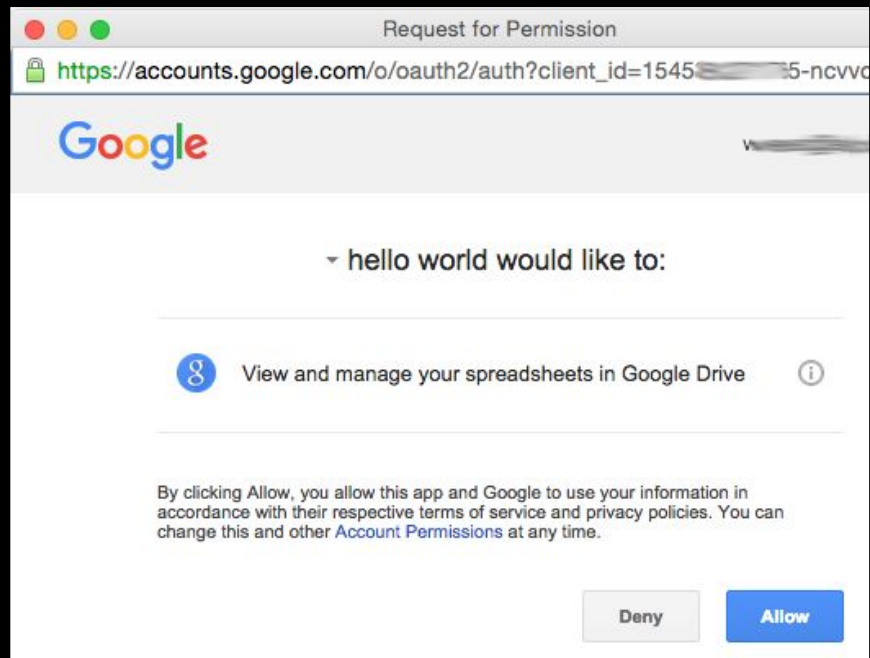 Request for Permission
https://accounts.google.com/o/oauth2/auth?client_id=1545 5-ncvvc
Google
hello world would like to:
View and manage your spreadsheets in Google Drive
By clicking Allow, you allow this app and Google to use your information in
accordance with their respective terms of service and privacy policies. You can
change this and other Account Permissions at any time.
Deny Allow